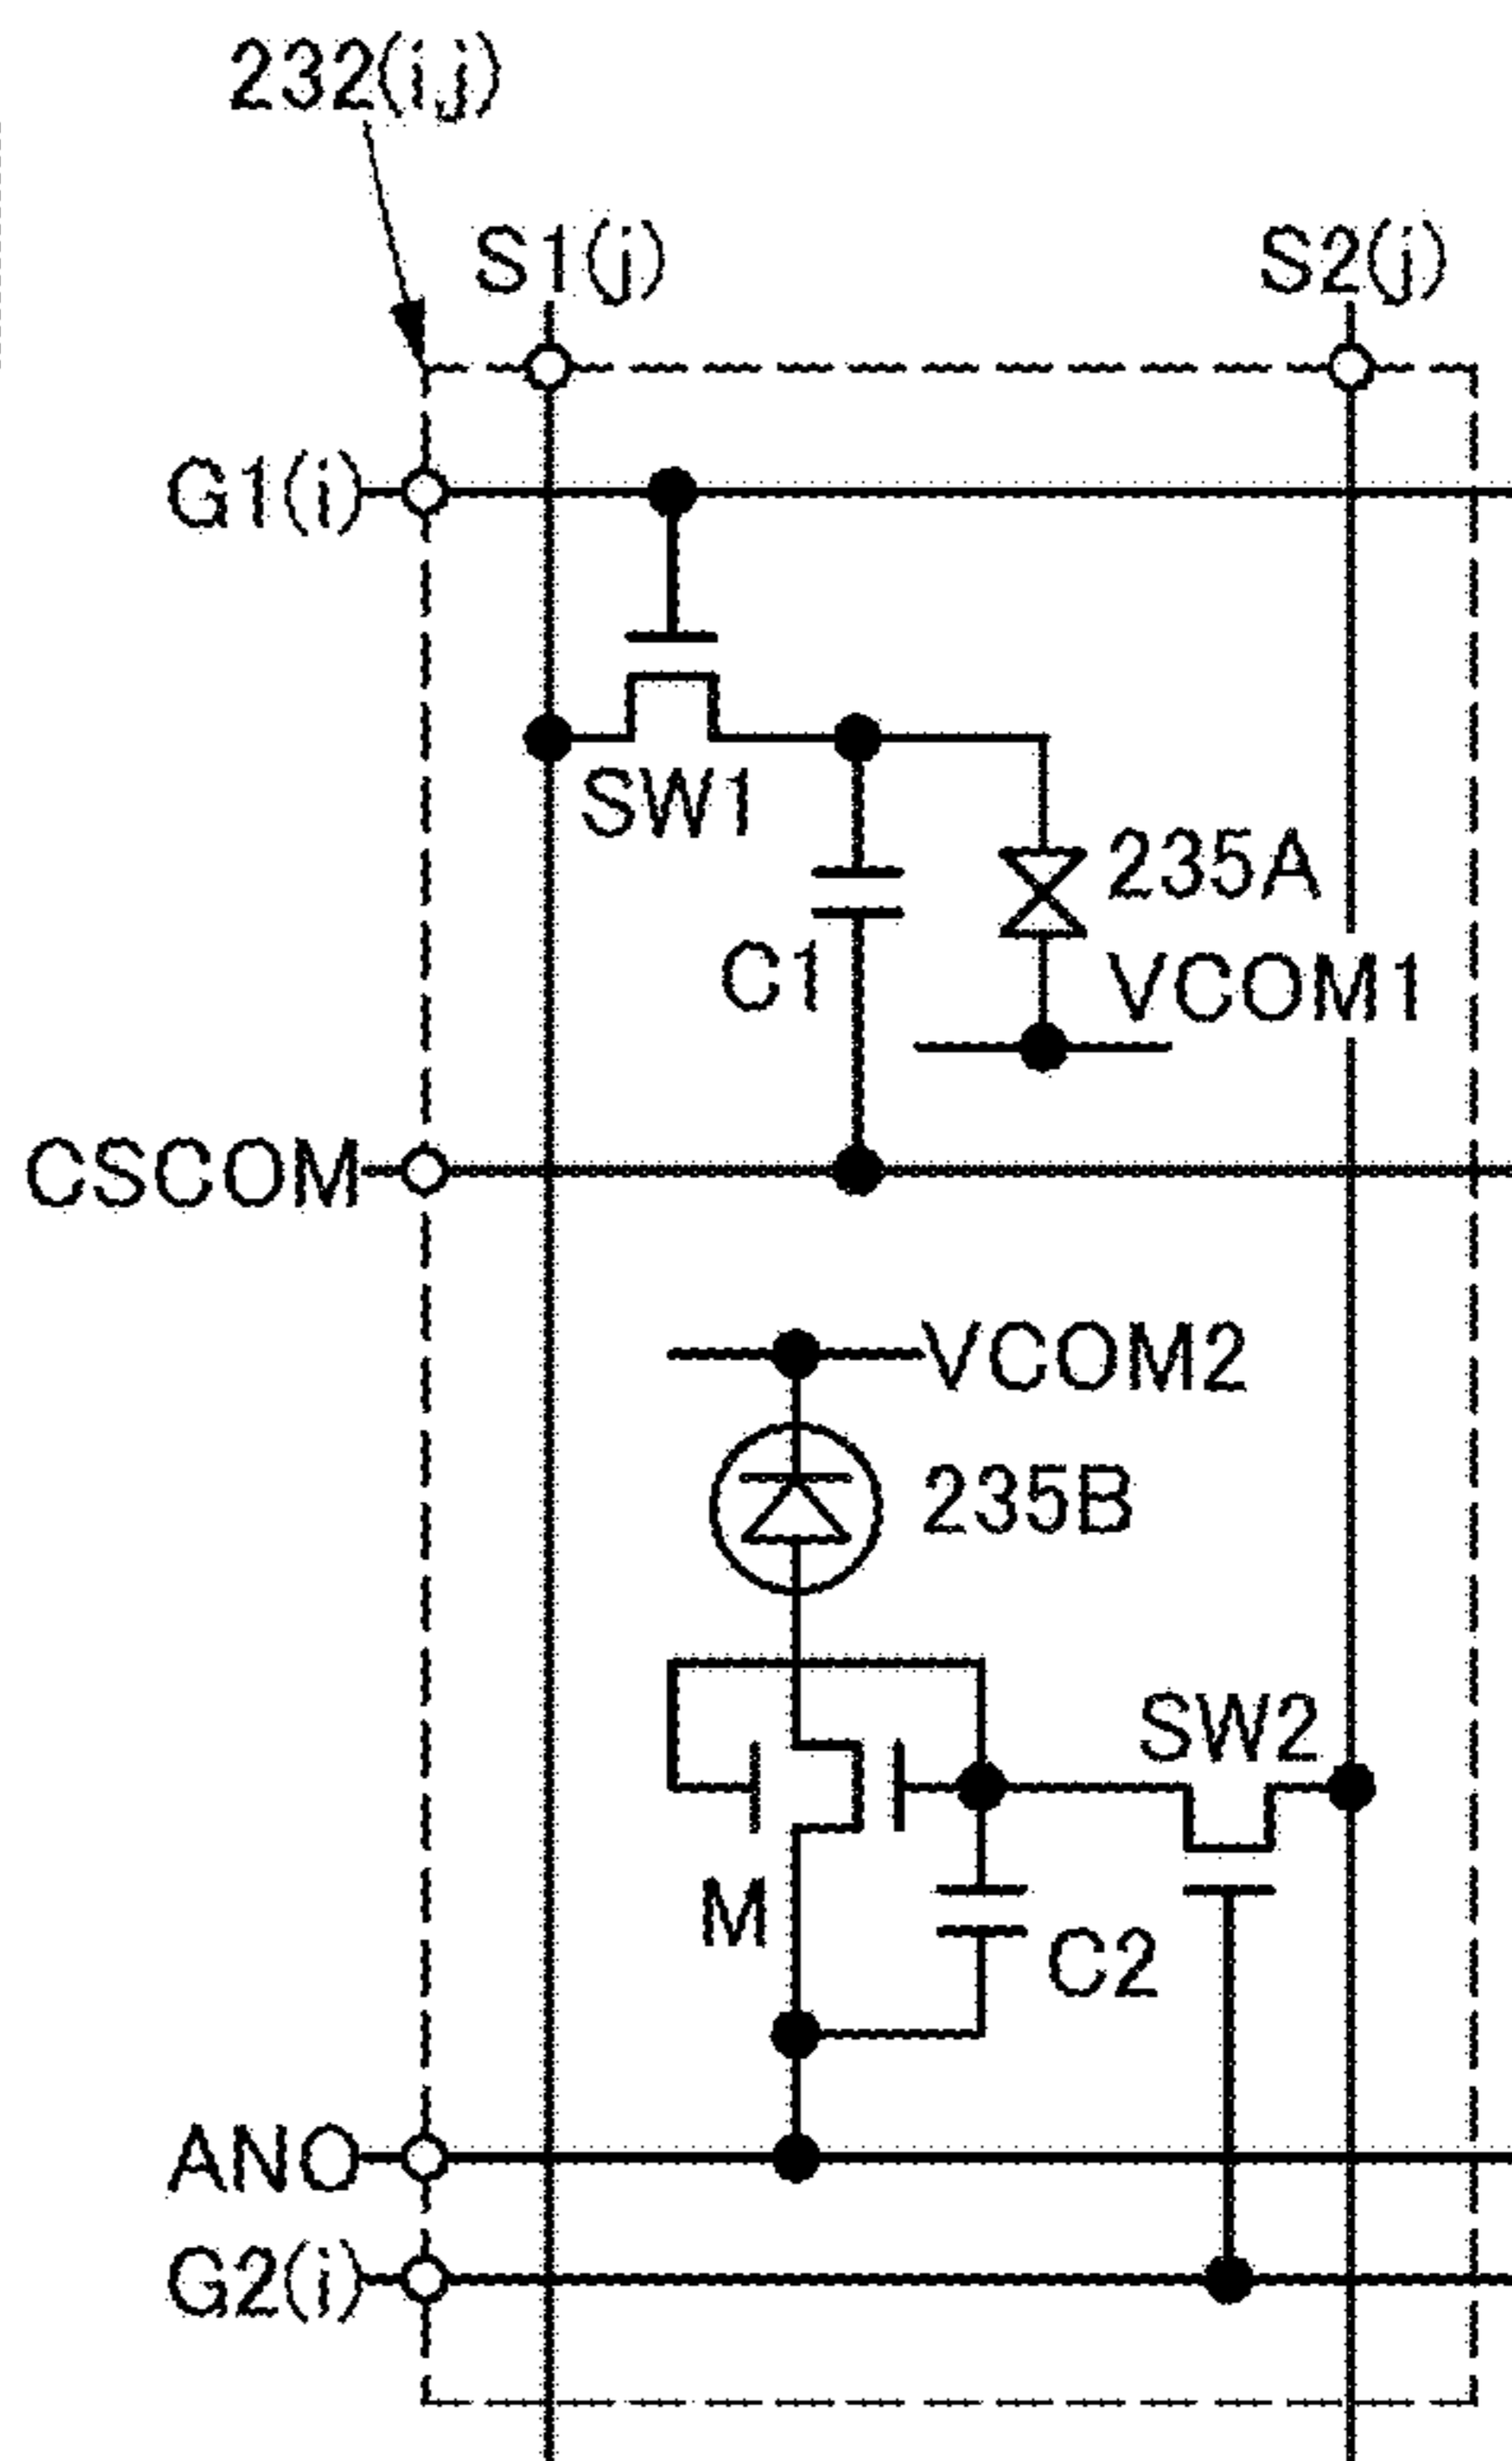 232(i,j)
S1(j)
S2(j)
G1(i)
SW1
235A
C1
VCOM1
CSCOM
VCOM2
235B
SW2
M
C2
ANO
G2(i)